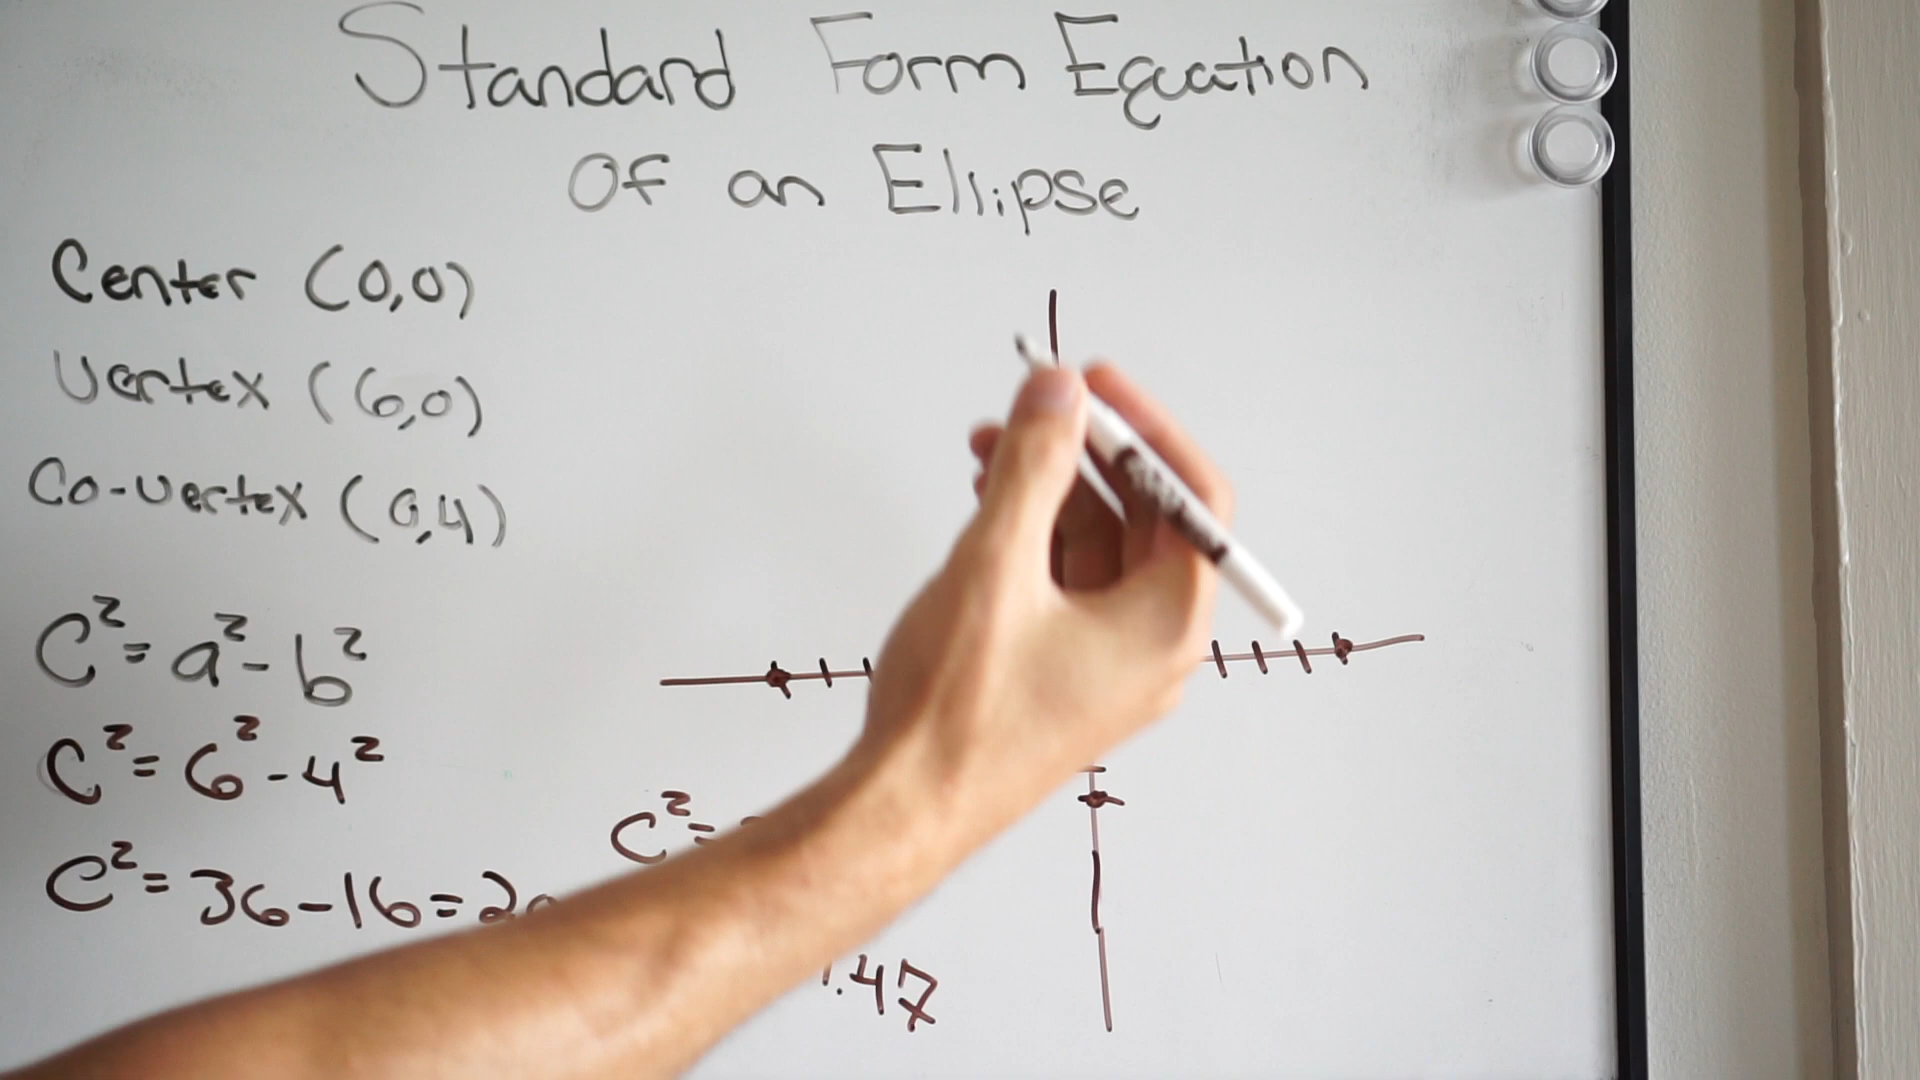 Standard Form Equation
Of an Ellipse
Center (0,0)
Vertex (6,0)
Co-vertex (0,4)
C²= a²- b²
C²= 6²-4²
C²= 36-16=20
C²=
.47